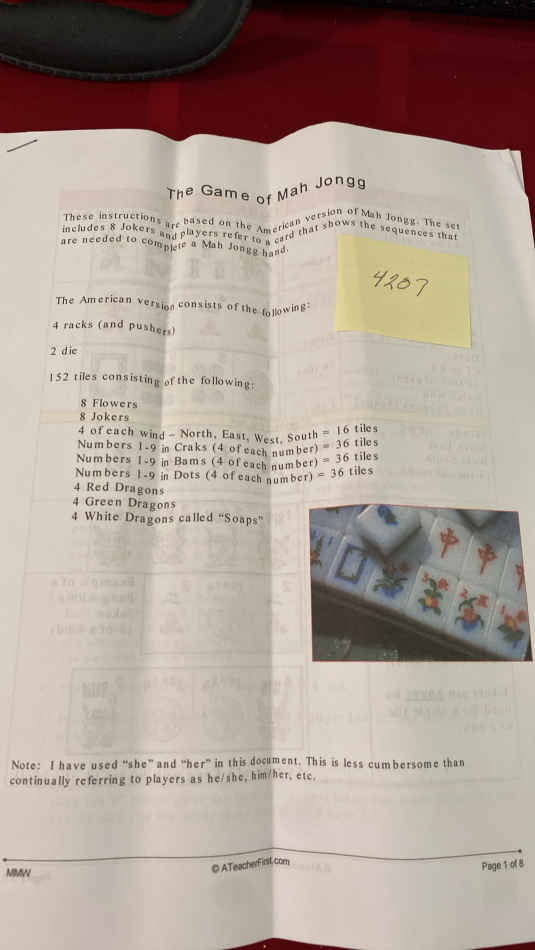 The Game of Mah Jongg
These instructions are based on the American version of Mah Jongg. The set
includes 8 Jokers and players refer to a card that shows the sequences that
are needed to complete a Mah Jongg hand.
4207
The American version consists of the following:
4 racks (and pushers)
2 die
152 tiles consisting of the following:
8 Flowers
8 Jokers
4 of each wind – North, East, West, South = 16 tiles
Numbers 1-9 in Craks (4 of each number) = 36 tiles
Numbers 1-9 in Bams (4 of each number) = 36 tiles
Numbers 1-9 in Dots (4 of each number) = 36 tiles
4 Red Dragons
4 Green Dragons
4 White Dragons called “Soaps”
中 中
Note: I have used “she” and “her” in this document. This is less cumbersome than
continually referring to players as he/she, him/her, etc.
MMW
© ATeacherFirst.com
Page 1 of 8